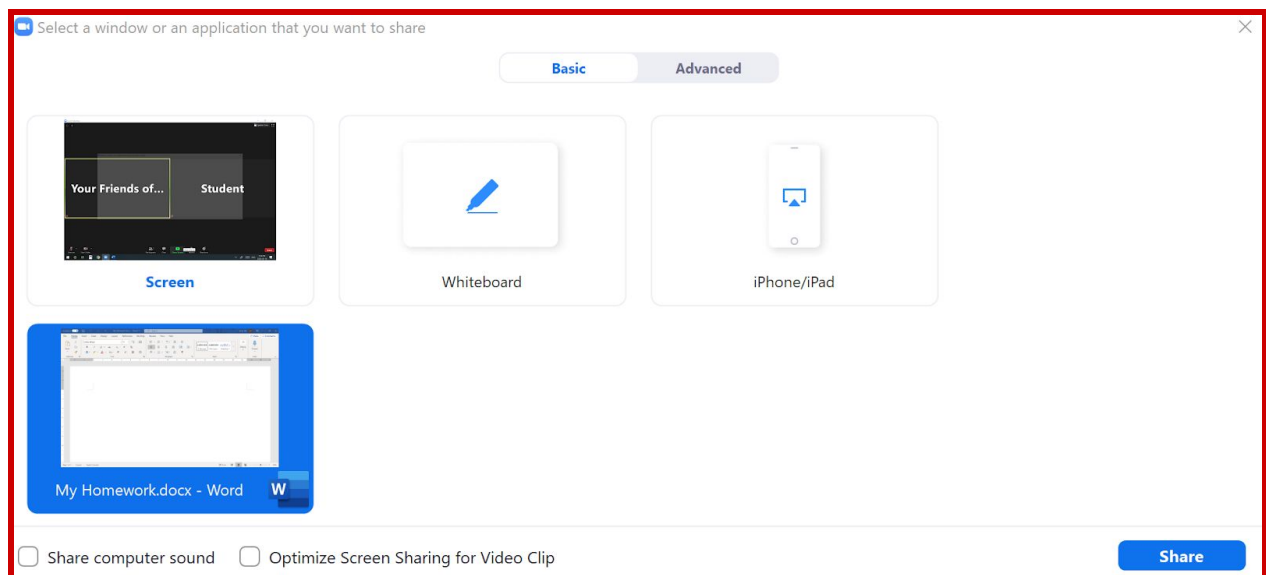 Select a window or an application that you want to share
Basic
Advanced
Your Friends of...
Student
Screen
Whiteboard
iPhone/iPad
My Homework.docx - Word
W
Share computer sound
Optimize Screen Sharing for Video Clip
Share